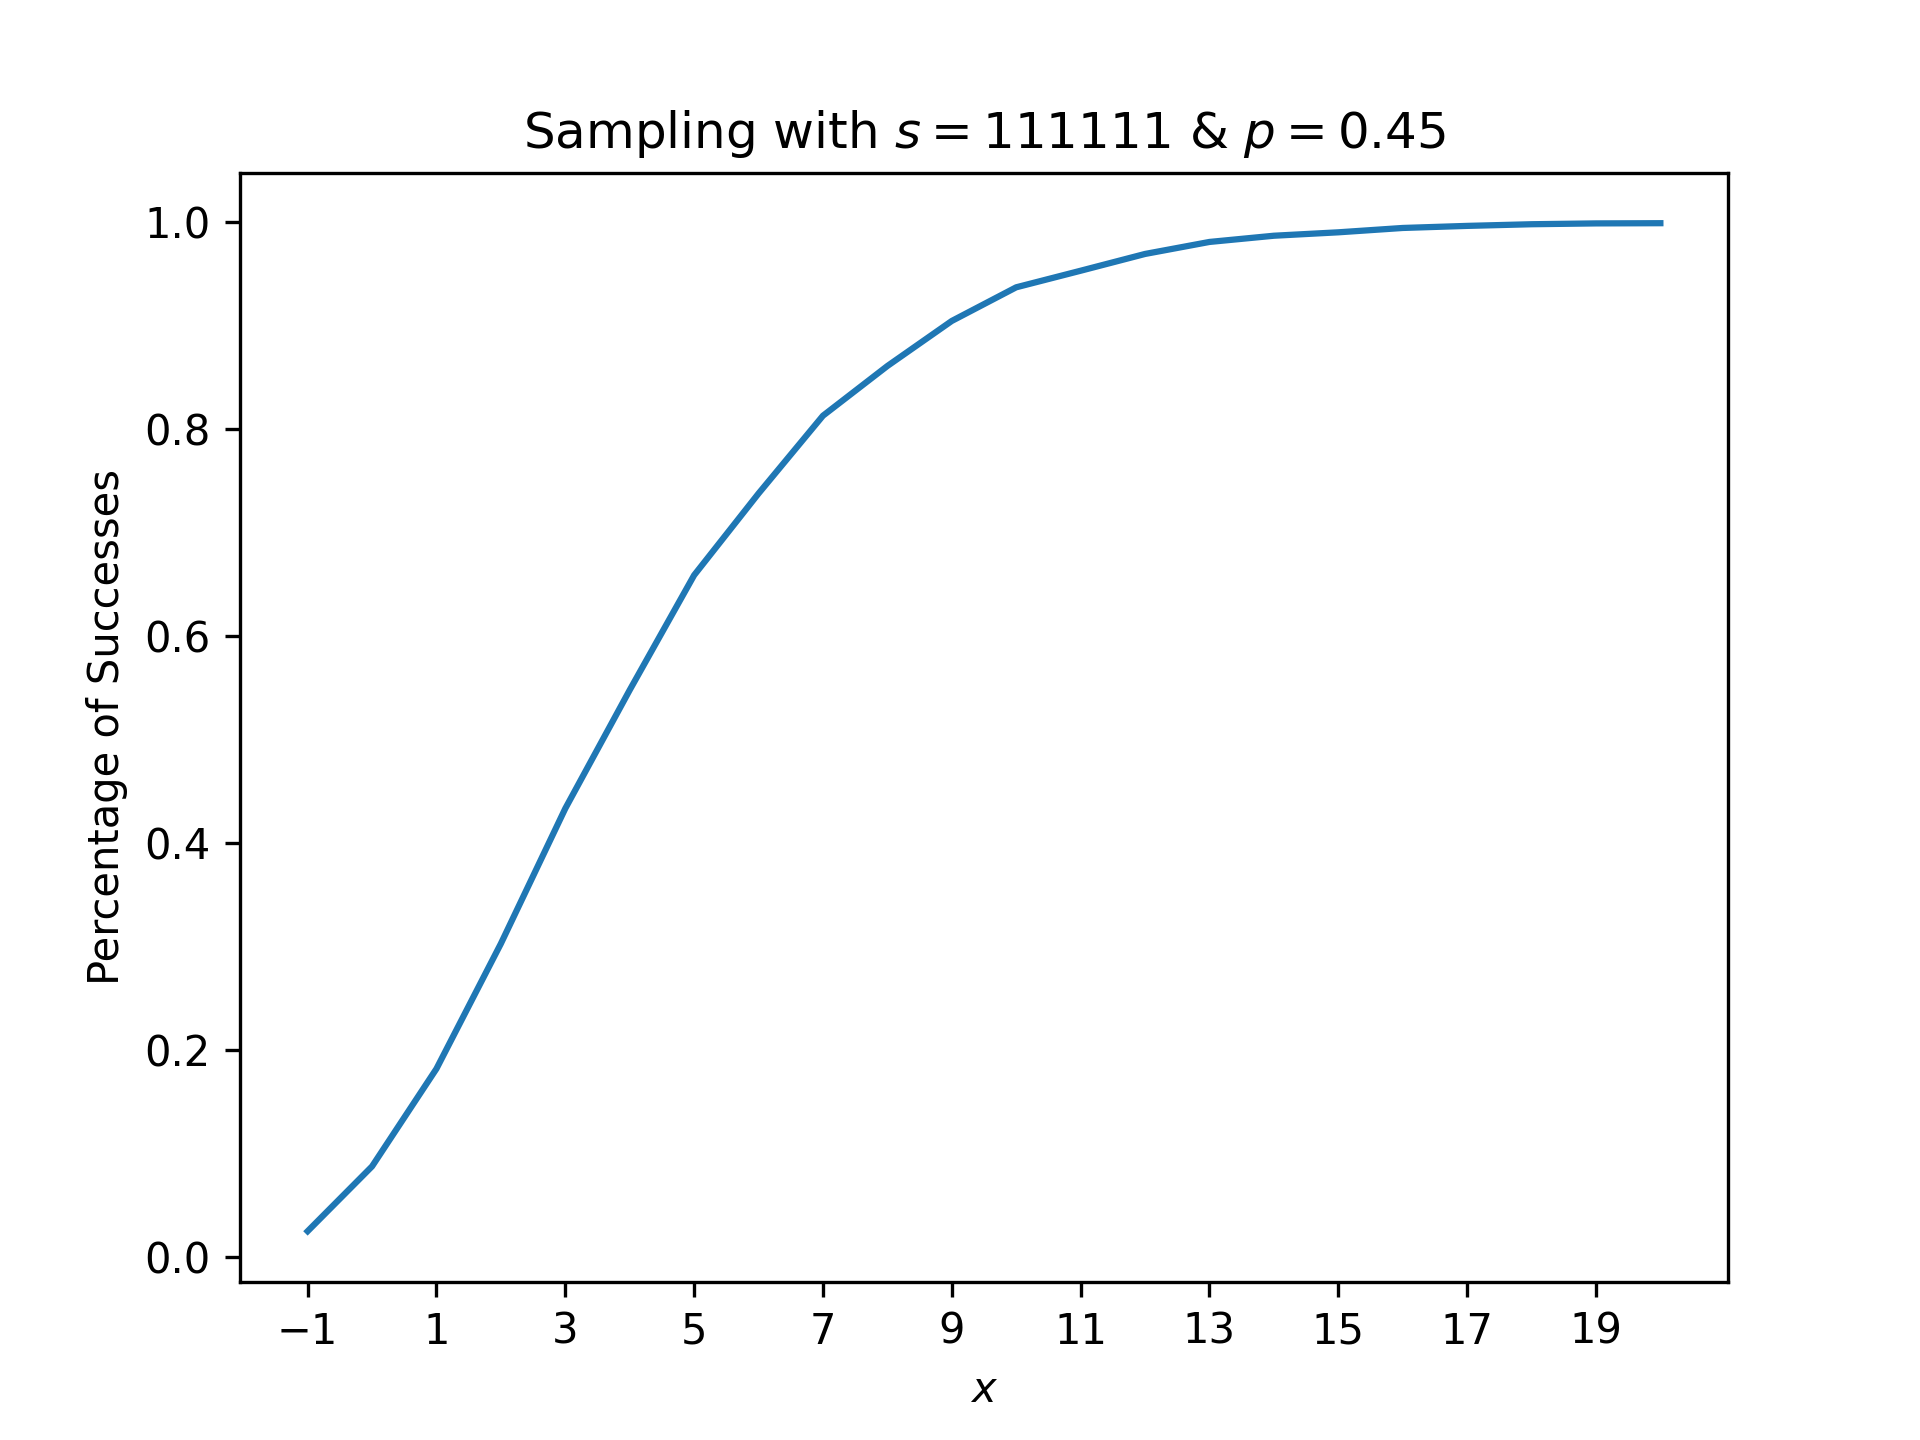 Sampling with s = 111111 & p = 0.45
1.0
0.8
0.6
0.4
0.2
0.0
Percentage of Successes
−1 1 3 5 7 9 11 13 15 17 19
x